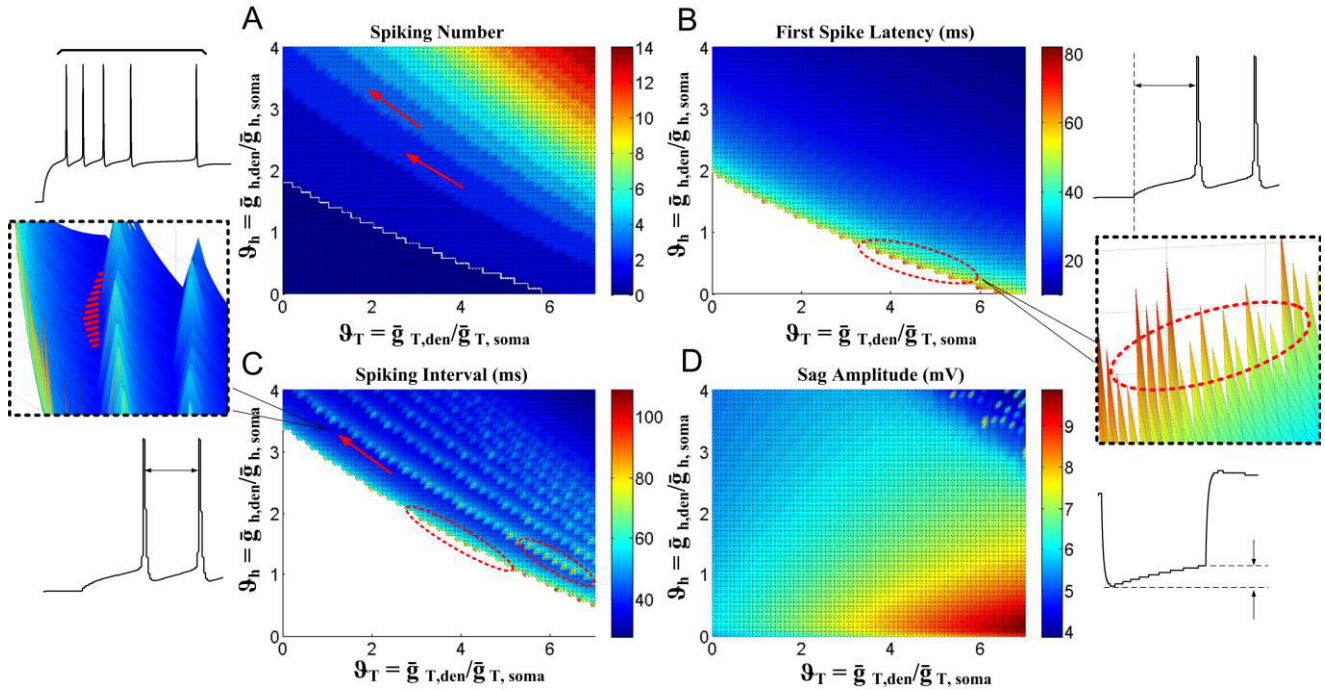 A
Spiking Number
ϑh = ḡ h,den/ḡ h, soma
4
3
2
1
0
0 2 4 6
ϑT = ḡ T,den/ḡ T, soma
14
12
10
8
6
4
2
0
B
First Spike Latency (ms)
ϑh = ḡ h,den/ḡ h, soma
4
3
2
1
0
0 2 4 6
ϑT = ḡ T,den/ḡ T, soma
80
60
40
20
C
Spiking Interval (ms)
ϑh = ḡ h,den/ḡ h, soma
4
3
2
1
0
0 2 4 6
ϑT = ḡ T,den/ḡ T, soma
100
80
60
40
D
Sag Amplitude (mV)
ϑh = ḡ h,den/ḡ h, soma
4
3
2
1
0
0 2 4 6
ϑT = ḡ T,den/ḡ T, soma
9
8
7
6
5
4